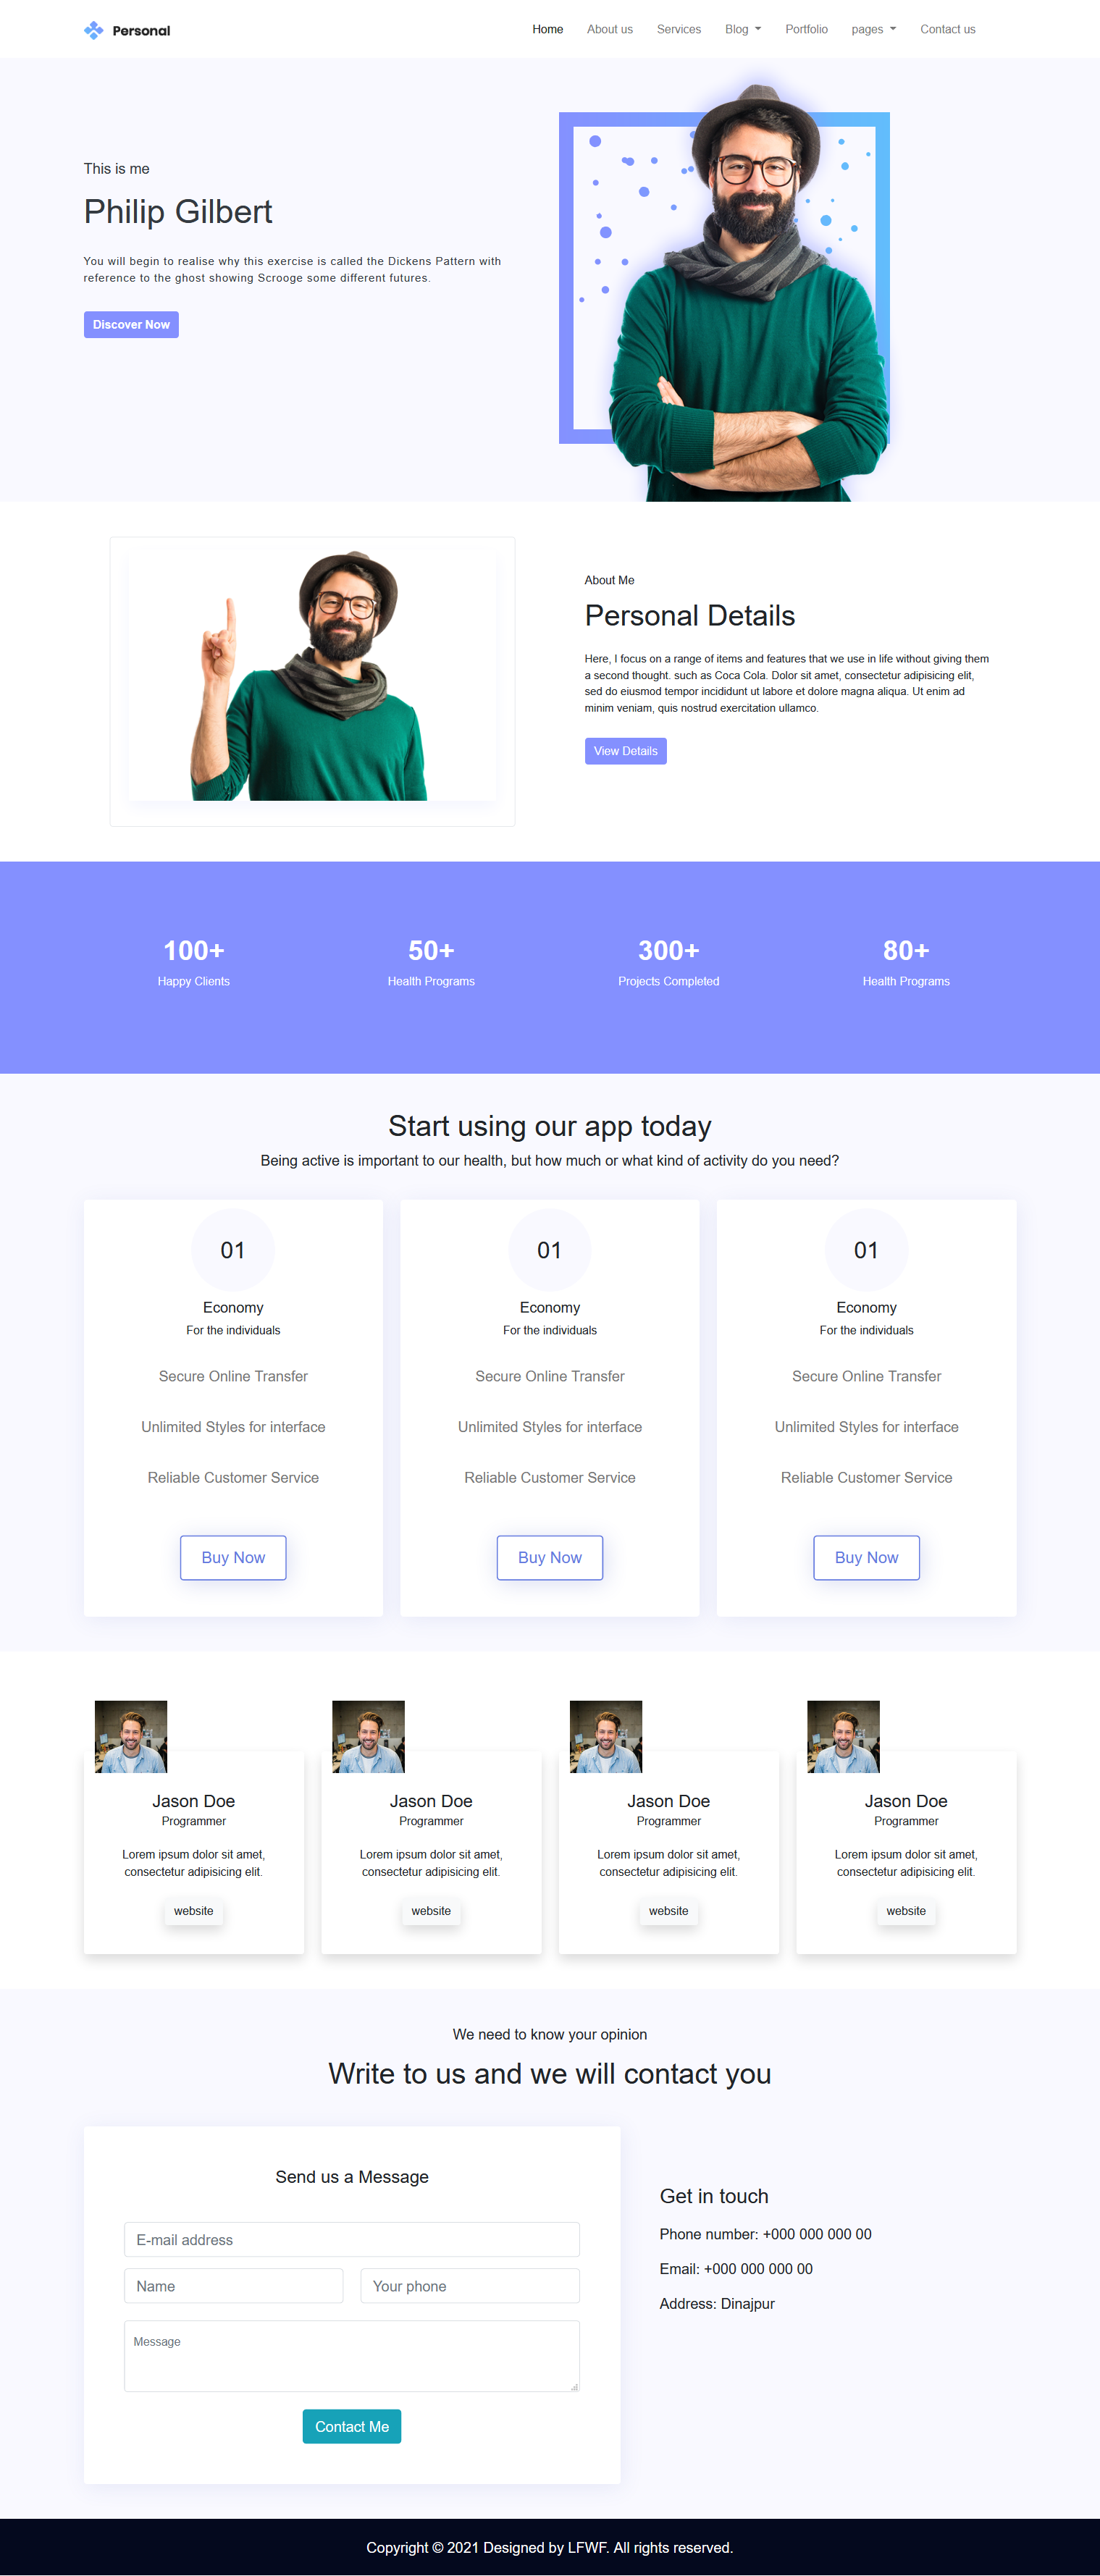 Personal
Home About us Services Blog Portfolio pages Contact us
This is me
Philip Gilbert
You will begin to realise why this exercise is called the Dickens Pattern with
reference to the ghost showing Scrooge some different futures.
Discover Now
About Me
Personal Details
Here, I focus on a range of items and features that we use in life without giving them
a second thought. such as Coca Cola. Dolor sit amet, consectetur adipisicing elit,
sed do eiusmod tempor incididunt ut labore et dolore magna aliqua. Ut enim ad
minim veniam, quis nostrud exercitation ullamco.
View Details
100+ 50+ 300+ 80+
Happy Clients Health Programs Projects Completed Health Programs
Start using our app today
Being active is important to our health, but how much or what kind of activity do you need?
01
Economy
For the individuals
Secure Online Transfer
Unlimited Styles for interface
Reliable Customer Service
Buy Now
01
Economy
For the individuals
Secure Online Transfer
Unlimited Styles for interface
Reliable Customer Service
Buy Now
01
Economy
For the individuals
Secure Online Transfer
Unlimited Styles for interface
Reliable Customer Service
Buy Now
Jason Doe
Programmer
Lorem ipsum dolor sit amet,
consectetur adipisicing elit.
website
Jason Doe
Programmer
Lorem ipsum dolor sit amet,
consectetur adipisicing elit.
website
Jason Doe
Programmer
Lorem ipsum dolor sit amet,
consectetur adipisicing elit.
website
Jason Doe
Programmer
Lorem ipsum dolor sit amet,
consectetur adipisicing elit.
website
We need to know your opinion
Write to us and we will contact you
Send us a Message
E-mail address
Name
Your phone
Message
Contact Me
Get in touch
Phone number: +000 000 000 00
Email: +000 000 000 00
Address: Dinajpur
Copyright © 2021 Designed by LFWF. All rights reserved.